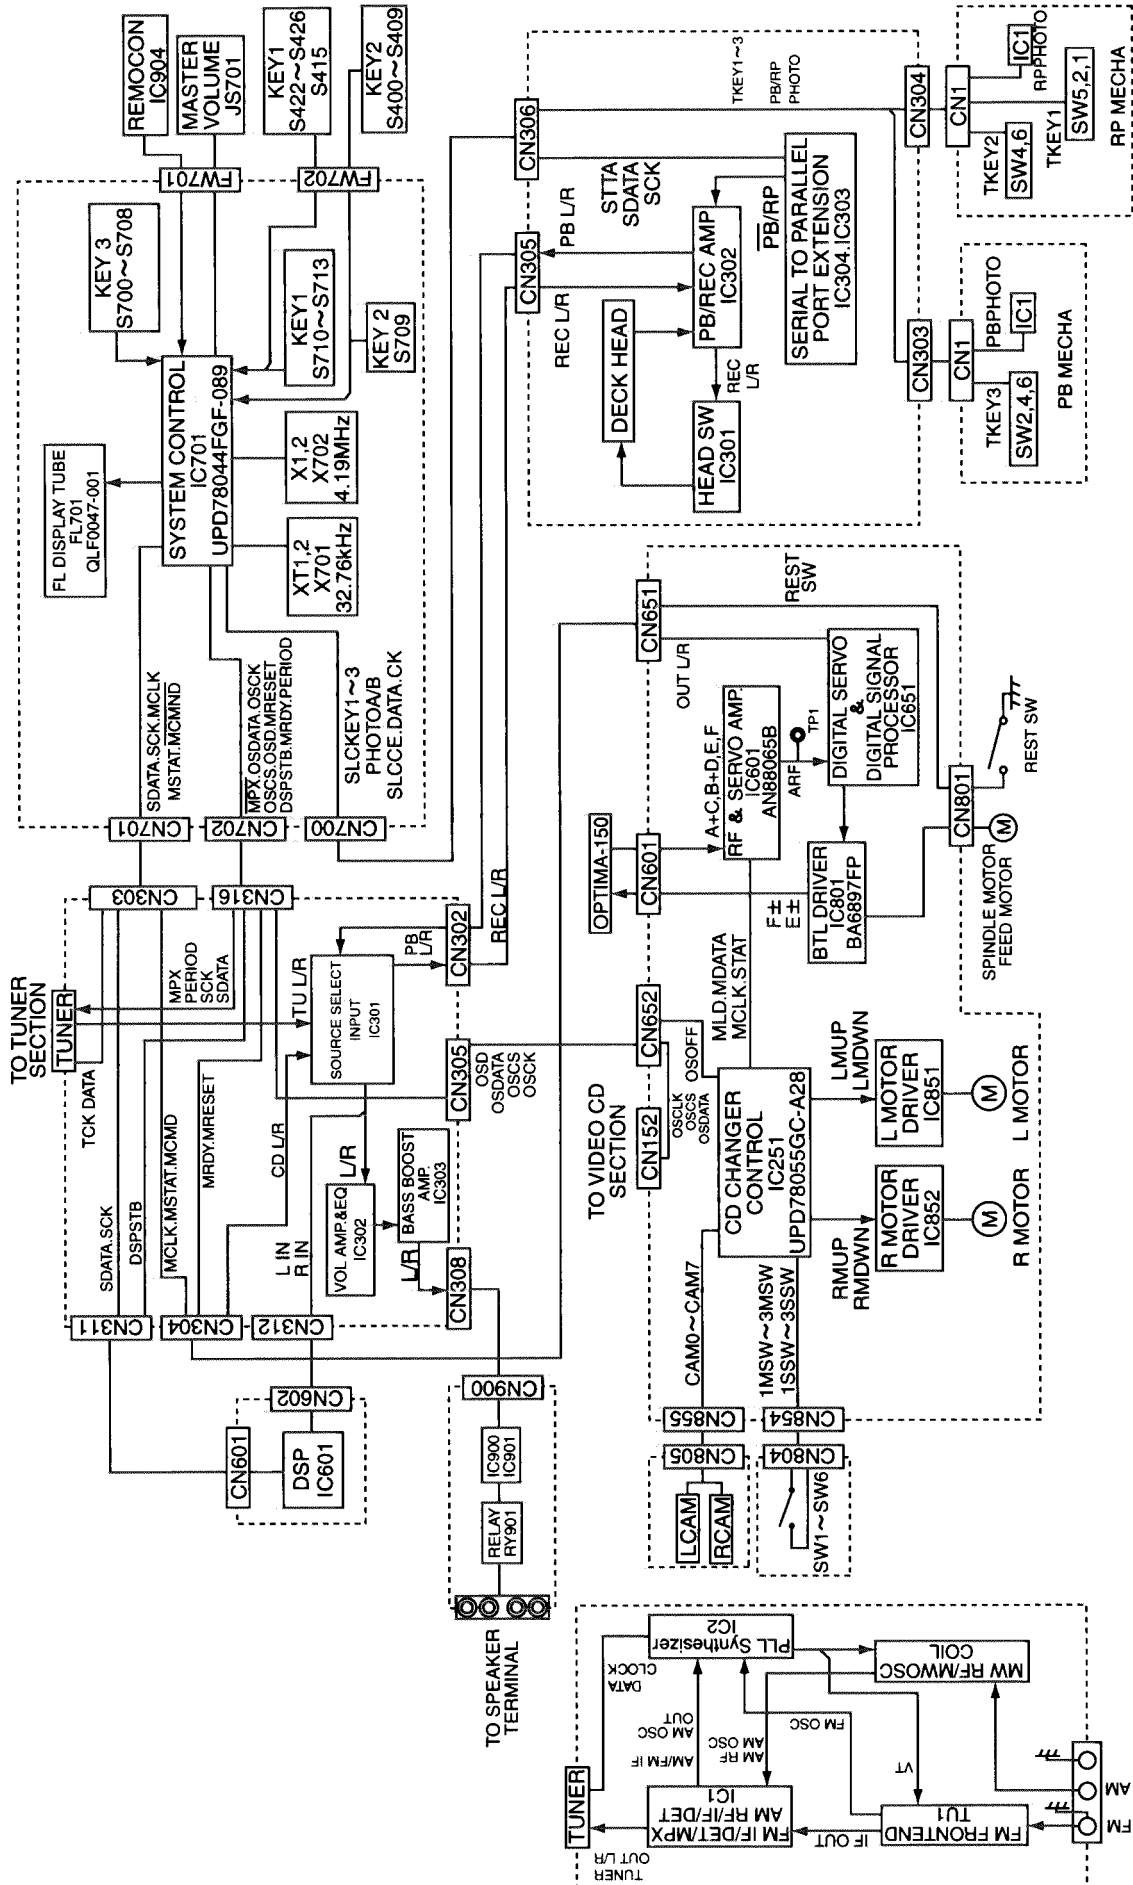 REMOCON
IC904
MASTER
VOLUME
JS701
KEY1
S422~S426
S415
KEY2
S400~S409
FW701
FW702
KEY 3
S700~S708
KEY1
S710~S713
KEY 2
S709
FL DISPLAY TUBE
FL701
QLF0047-001
SYSTEM CONTROL
IC701
UPD78044FGF-089
X1,2
X702
4.19MHz
XT1,2
X701
32.76kHz
SDATA.SCK.MCLK
MSTAT.MCMND
MPX.OSDATA.OSCK
OSCS.OSD.MRESET
DSPSTB.MRDY.PERIOD
SLCKEY1~3
PHOTOA/B
SLCCE.DATA.CK
CN701
CN702
CN700
TO TUNER
SECTION
TUNER
CN303
CN316
TCK DATA
MPX
PERIOD
SCK
SDATA
TU L/R
SOURCE SELECT
INPUT
IC301
PB
L/R
CN302
REC L/R
CN305
OSD
OSDATA
OSCS
OSCK
SDATA.SCK
DSPSTB
MCLK.MSTAT.MCMD
MRDY.MRESET
CD L/R
L IN
R IN
L/R
VOL AMP.&EQ
IC302
BASS BOOST
AMP.
IC303
L/R
CN308
CN311
CN304
CN312
CN602
CN601
DSP
IC601
CN900
IC900
IC901
RELAY
RY901
TO SPEAKER
TERMINAL
CN306
CN305
TKEY1~3
PB/RP
PHOTO
STTA
SDATA
SCK
PB L/R
REC L/R
DECK HEAD
PB/REC AMP
IC302
PB/RP
SERIAL TO PARALLEL
PORT EXTENSION
IC304.IC303
REC
L/R
HEAD SW
IC301
CN304
CN303
CN1
IC1
RPPHOTO
TKEY2
SW4,6
TKEY1
SW5,2,1
RP MECHA
CN1
PBPHOTO
IC1
TKEY3
SW2,4,6
PB MECHA
CN651
REST
SW
OUT L/R
OPTIMA-150
CN601
A+C,B+D,E,F
RF & SERVO AMP.
IC601
AN88065B
ARF
TP1
DIGITAL SERVO
&
DIGITAL SIGNAL
PROCESSOR
IC651
F±
E±
BTL DRIVER
IC801
BA6897FP
CN801
REST SW
M
SPINDLE MOTOR
FEED MOTOR
TO VIDEO CD
SECTION
CN652
CN152
OSOFF
OSCLK
OSCS
OSDATA
MLD.MDATA
MCLK.STAT
CD CHANGER
CONTROL
IC251
UPD78055GC-A28
LMUP
LMDWN
L MOTOR
DRIVER
IC851
M
L MOTOR
RMUP
RMDWN
R MOTOR
DRIVER
IC852
M
R MOTOR
CAM0~CAM7
1MSW~3MSW
1SSW~3SSW
CN855
CN854
CN805
CN804
LCAM
RCAM
SW1~SW6
TUNER
TUNER
OUT L/R
DATA
CLOCK
PLL Synthesizer
IC2
AM OSC
OUT
AM/FM IF
AM RF
AM OSC
FM OSC
VT
FM IF/DET/MPX
AM RF/IF/DET
IC1
IF OUT
FM FRONTEND
TU1
MW RF/MWOSC
COIL
FM
AM